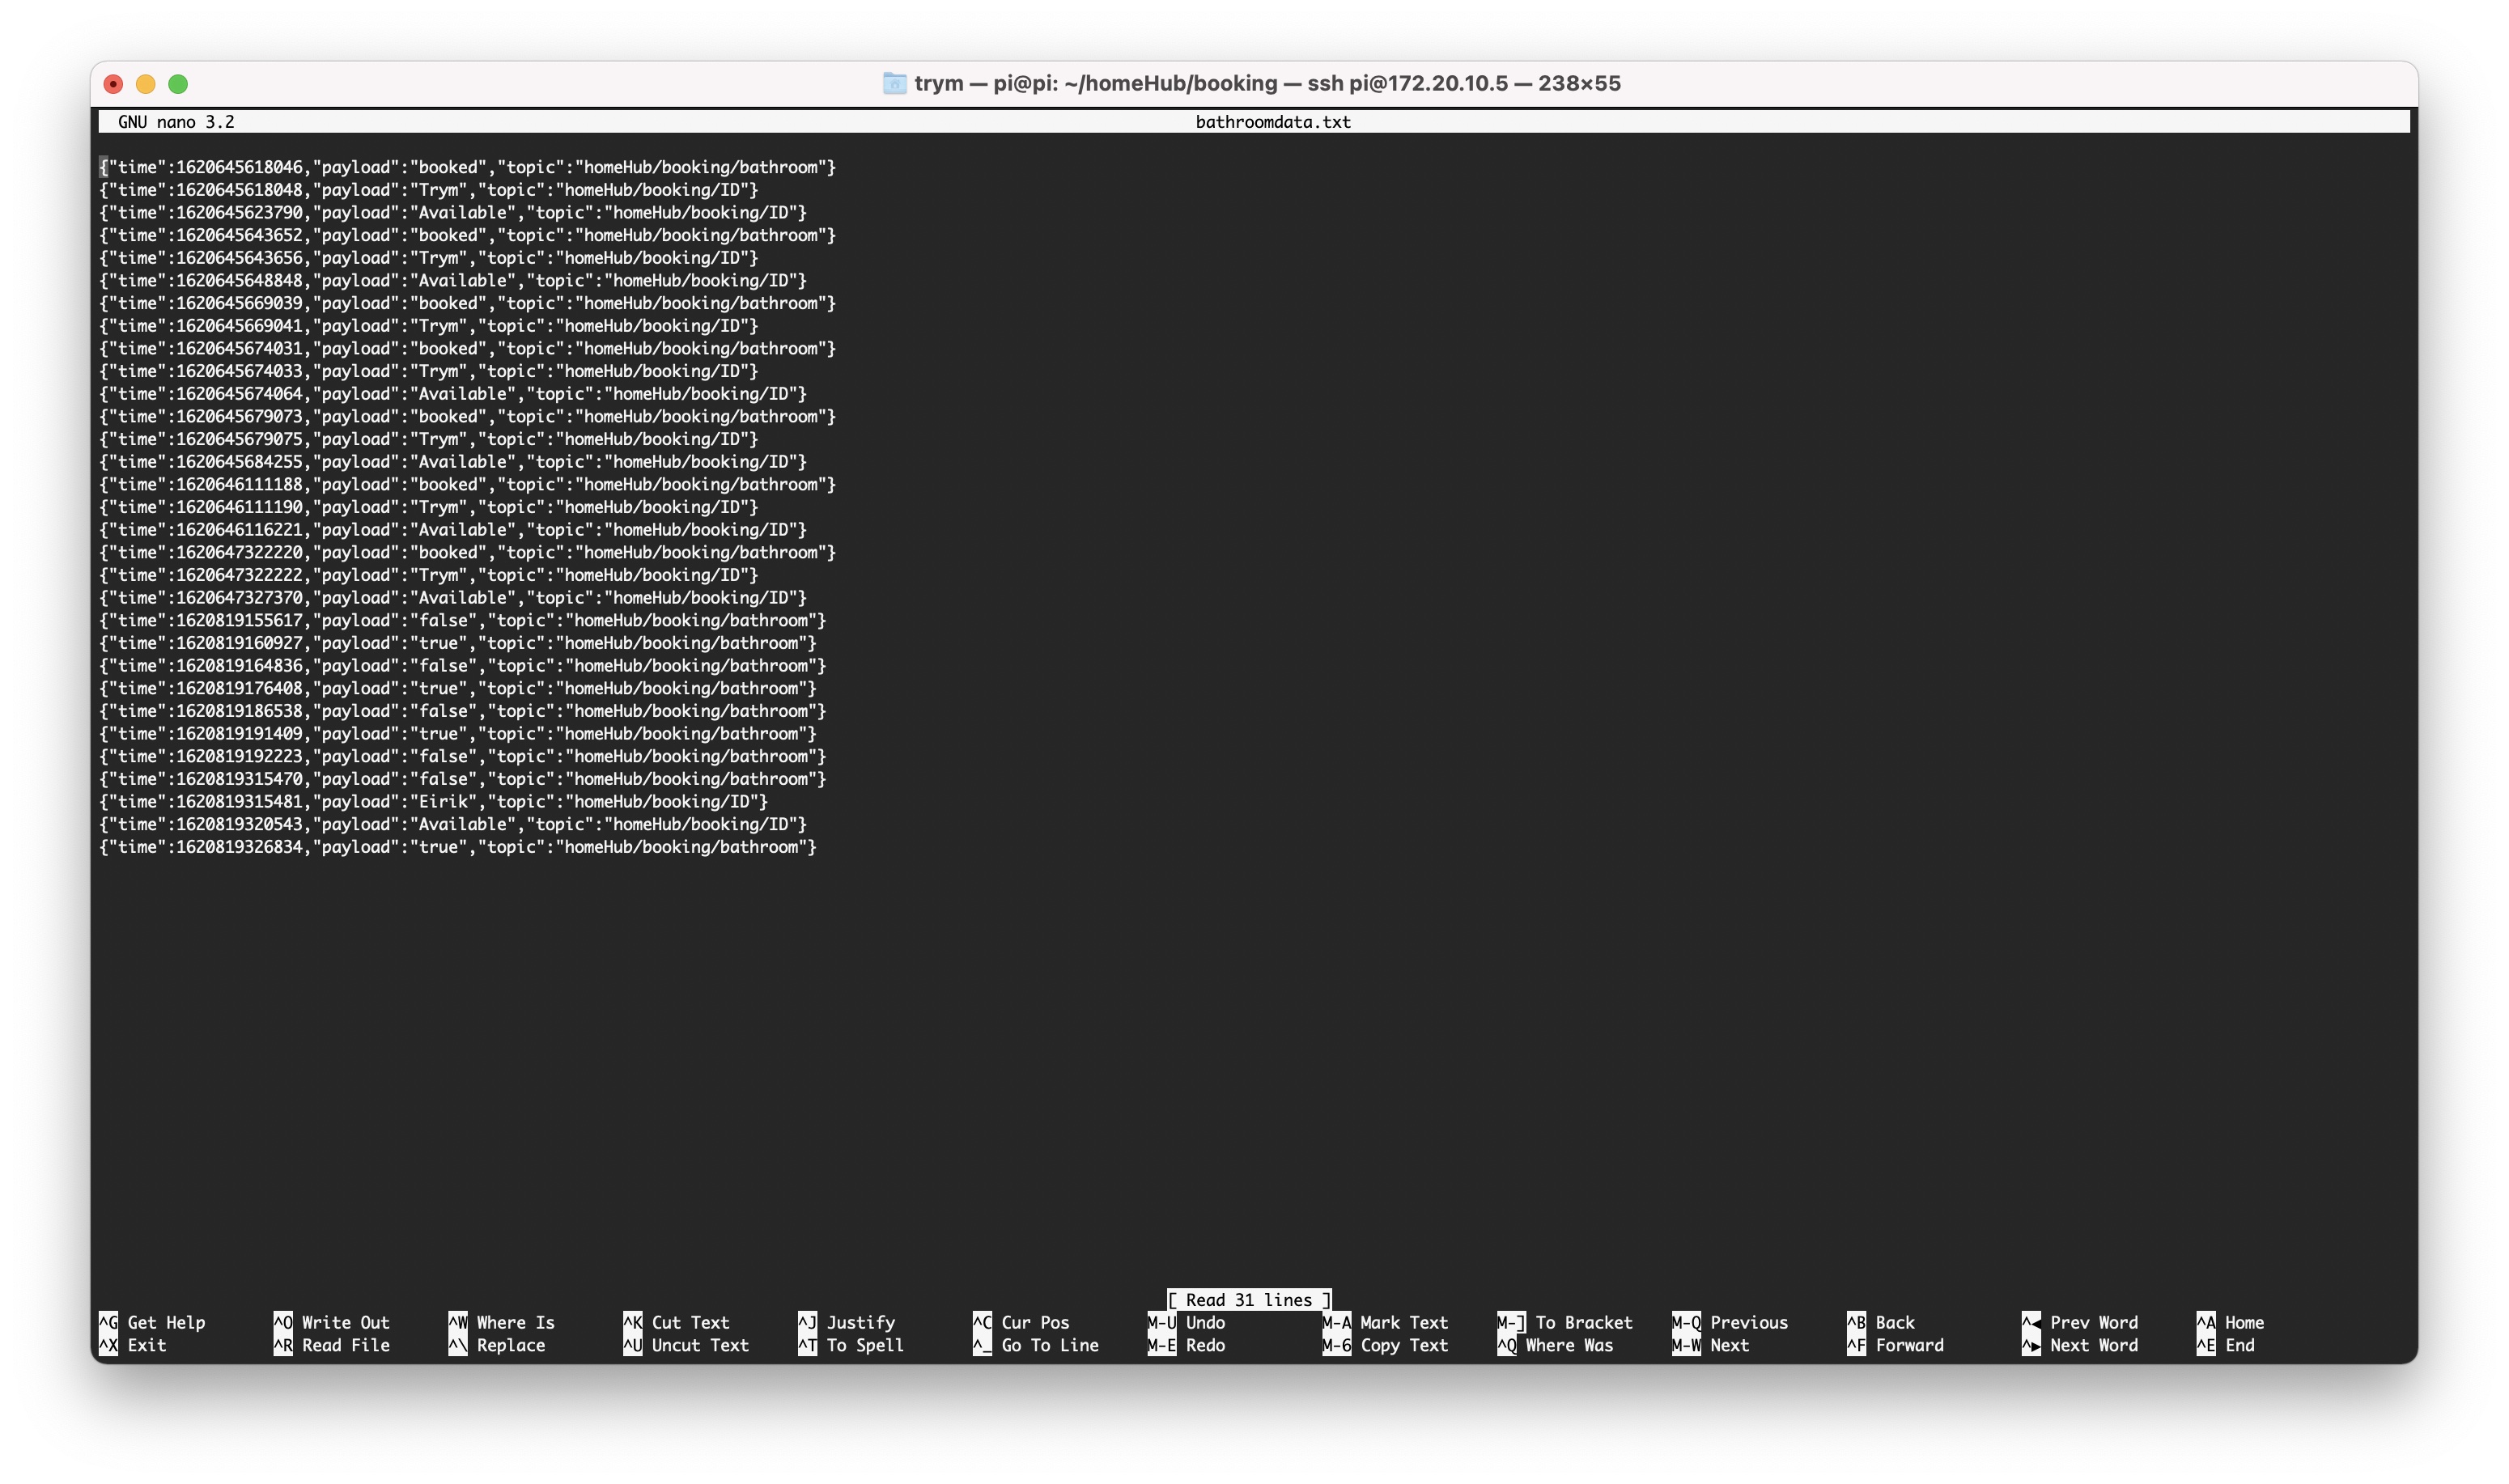 trym — pi@pi: ~/homeHub/booking — ssh pi@172.20.10.5 — 238×55
GNU nano 3.2 bathroomdata.txt
{"time":1620645618046,"payload":"booked","topic":"homeHub/booking/bathroom"}
{"time":1620645618048,"payload":"Trym","topic":"homeHub/booking/ID"}
{"time":1620645623790,"payload":"Available","topic":"homeHub/booking/ID"}
{"time":1620645643652,"payload":"booked","topic":"homeHub/booking/bathroom"}
{"time":1620645643656,"payload":"Trym","topic":"homeHub/booking/ID"}
{"time":1620645648848,"payload":"Available","topic":"homeHub/booking/ID"}
{"time":1620645669039,"payload":"booked","topic":"homeHub/booking/bathroom"}
{"time":1620645669041,"payload":"Trym","topic":"homeHub/booking/ID"}
{"time":1620645674031,"payload":"booked","topic":"homeHub/booking/bathroom"}
{"time":1620645674033,"payload":"Trym","topic":"homeHub/booking/ID"}
{"time":1620645674064,"payload":"Available","topic":"homeHub/booking/ID"}
{"time":1620645679073,"payload":"booked","topic":"homeHub/booking/bathroom"}
{"time":1620645679075,"payload":"Trym","topic":"homeHub/booking/ID"}
{"time":1620645684255,"payload":"Available","topic":"homeHub/booking/ID"}
{"time":1620646111188,"payload":"booked","topic":"homeHub/booking/bathroom"}
{"time":1620646111190,"payload":"Trym","topic":"homeHub/booking/ID"}
{"time":1620646116221,"payload":"Available","topic":"homeHub/booking/ID"}
{"time":1620647322220,"payload":"booked","topic":"homeHub/booking/bathroom"}
{"time":1620647322222,"payload":"Trym","topic":"homeHub/booking/ID"}
{"time":1620647327370,"payload":"Available","topic":"homeHub/booking/ID"}
{"time":1620819155617,"payload":"false","topic":"homeHub/booking/bathroom"}
{"time":1620819160927,"payload":"true","topic":"homeHub/booking/bathroom"}
{"time":1620819164836,"payload":"false","topic":"homeHub/booking/bathroom"}
{"time":1620819176408,"payload":"true","topic":"homeHub/booking/bathroom"}
{"time":1620819186538,"payload":"false","topic":"homeHub/booking/bathroom"}
{"time":1620819191409,"payload":"true","topic":"homeHub/booking/bathroom"}
{"time":1620819192223,"payload":"false","topic":"homeHub/booking/bathroom"}
{"time":1620819315470,"payload":"false","topic":"homeHub/booking/bathroom"}
{"time":1620819315481,"payload":"Eirik","topic":"homeHub/booking/ID"}
{"time":1620819320543,"payload":"Available","topic":"homeHub/booking/ID"}
{"time":1620819326834,"payload":"true","topic":"homeHub/booking/bathroom"}
[ Read 31 lines ]
^G Get Help ^O Write Out ^W Where Is ^K Cut Text ^J Justify ^C Cur Pos M-U Undo M-A Mark Text M-] To Bracket M-Q Previous ^B Back ^◀ Prev Word ^A Home
^X Exit ^R Read File ^\ Replace ^U Uncut Text ^T To Spell ^_ Go To Line M-E Redo M-6 Copy Text ^Q Where Was M-W Next ^F Forward ^▶ Next Word ^E End